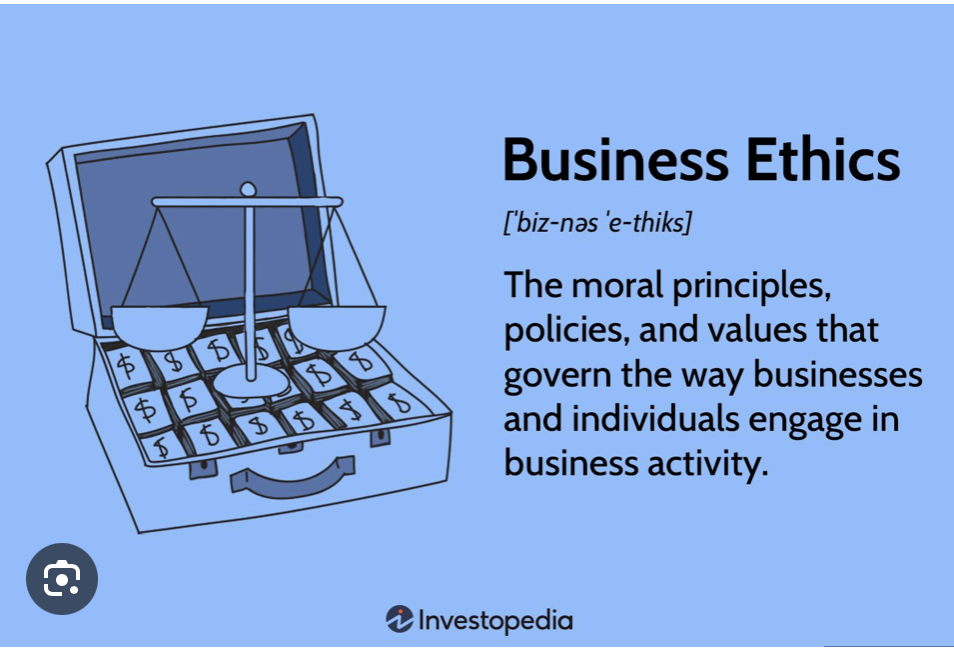 Business Ethics
['biz-nəs 'e-thiks]
The moral principles,
policies, and values that
govern the way businesses
and individuals engage in
business activity.
$ $ $ $ $ $ $
$ $ $ $ $ $
$ $ $ $
Investopedia